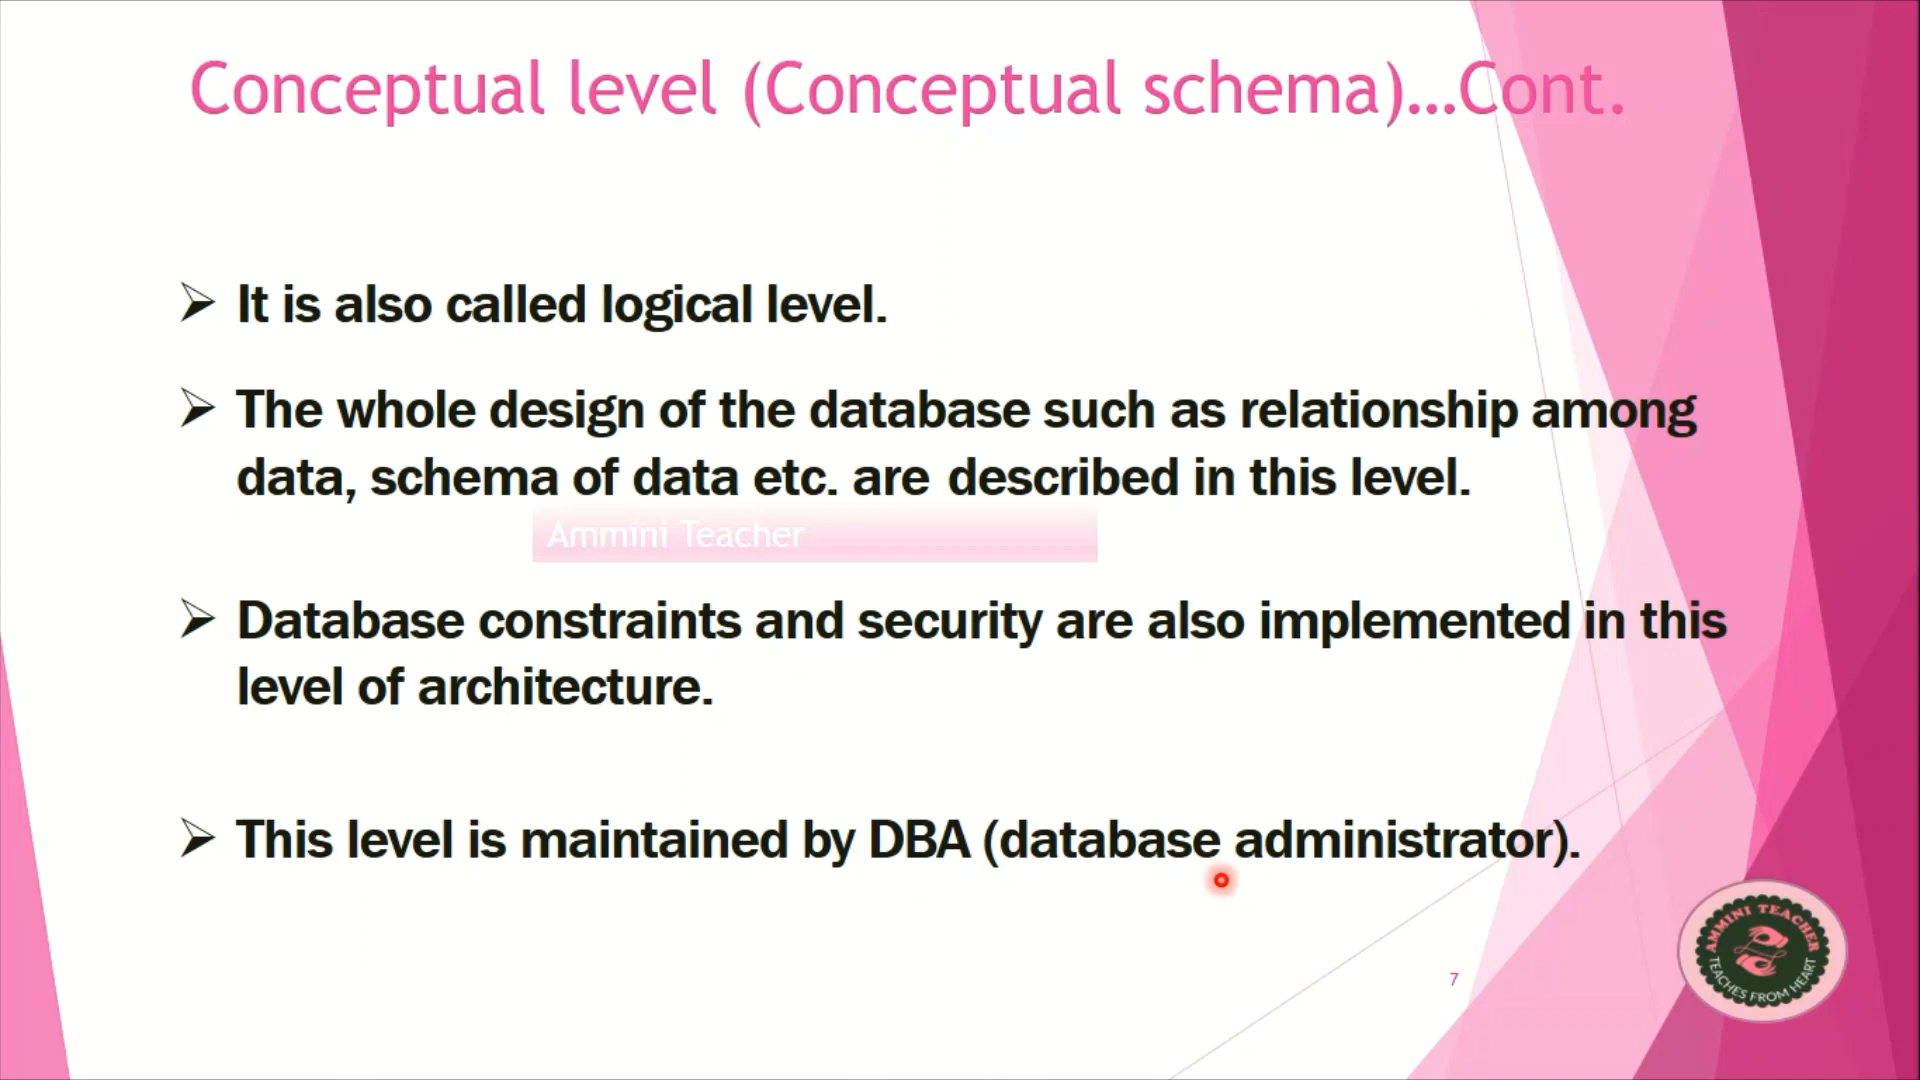 Conceptual level (Conceptual schema)...Cont.
➢ It is also called logical level.
➢ The whole design of the database such as relationship among
data, schema of data etc. are described in this level.
Ammini Teacher
➢ Database constraints and security are also implemented in this
level of architecture.
➢ This level is maintained by DBA (database administrator).
7
AMMINI TEACHER
TEACHES FROM HEART